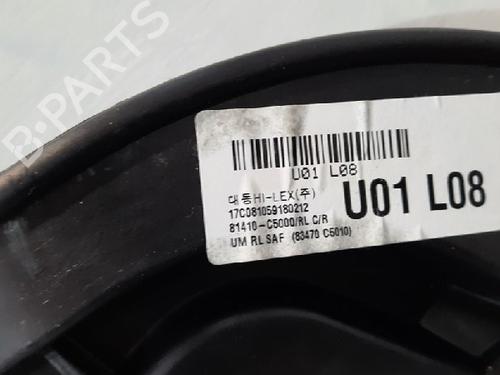 B-PARTS
U01 L08
대동HI-LEX(주)
17C081059180212
81410-C5000/RL C/R
UM RL SAF (83470 C5010)
U01 L08